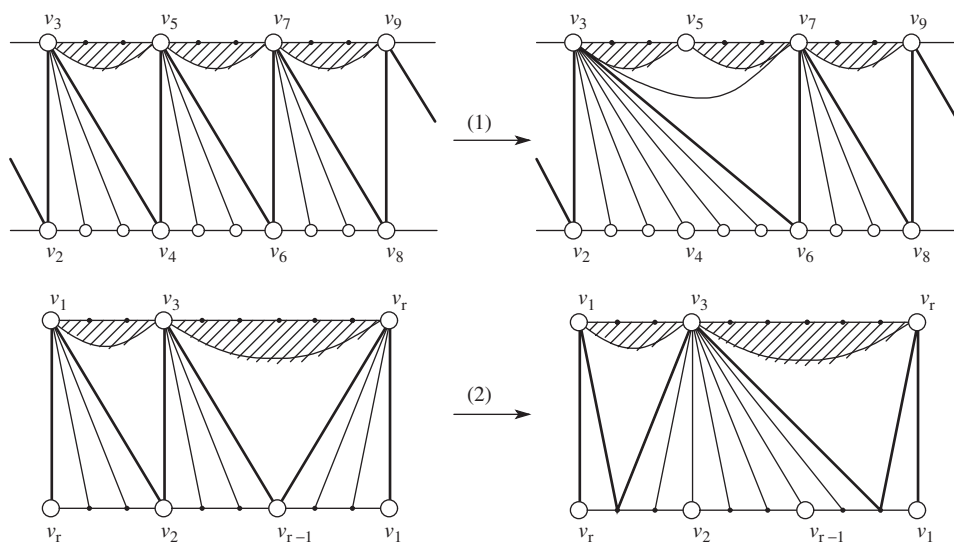 v3 v5 v7 v9 v3 v5 v7 v9
(1)
v2 v4 v6 v8 v2 v4 v6 v8
v1 v3 vr v1 v3 vr
(2)
vr v2 vr–1 v1 vr v2 vr–1 v1